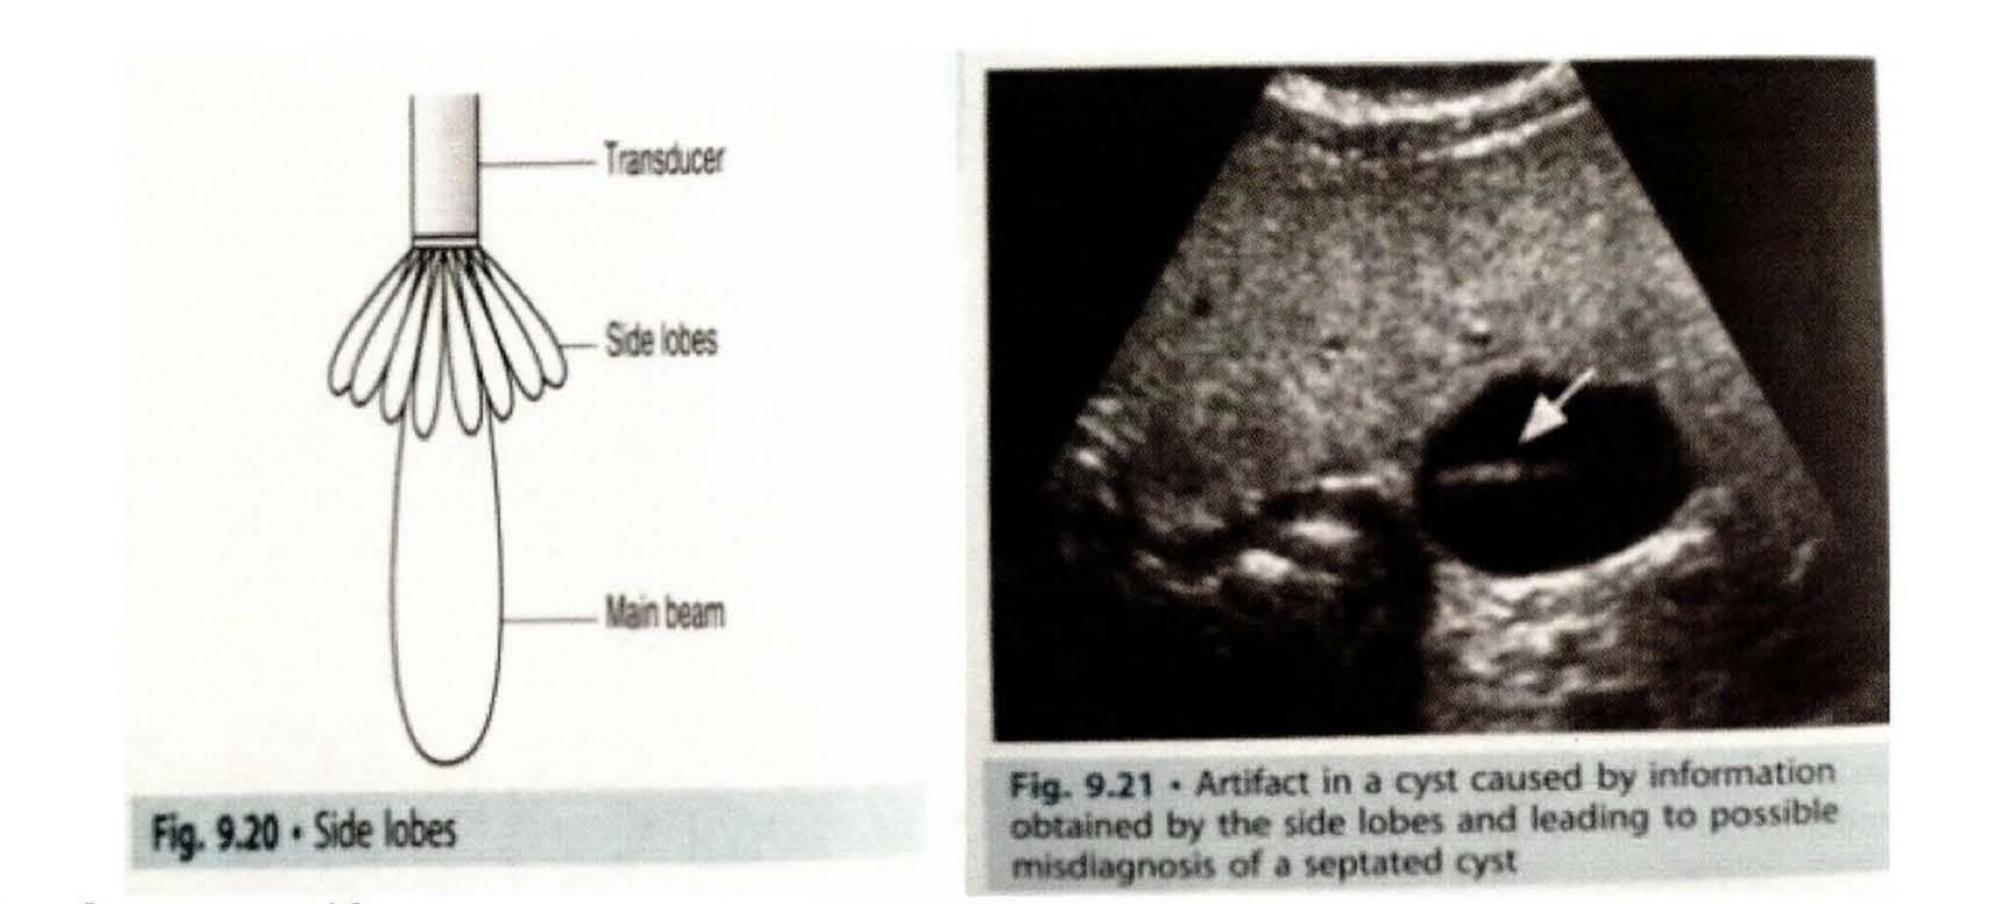 Transducer
Side lobes
Main beam
Fig. 9.20 • Side lobes
Fig. 9.21 • Artifact in a cyst caused by information
obtained by the side lobes and leading to possible
misdiagnosis of a septated cyst